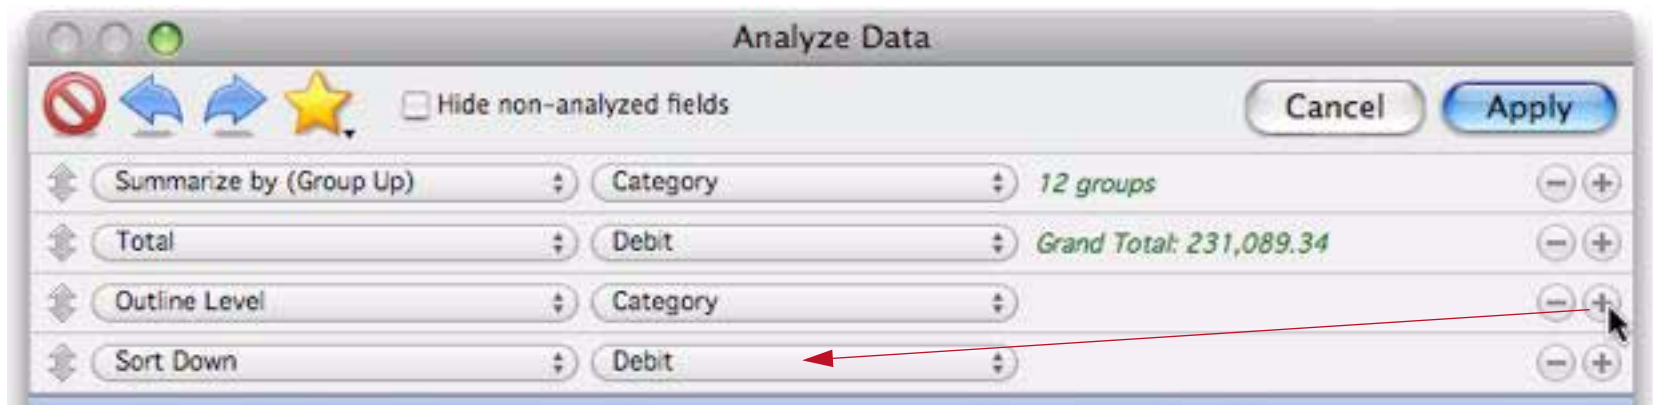 Analyze Data
Hide non-analyzed fields
Cancel
Apply
Summarize by (Group Up) Category 12 groups
Total Debit Grand Total: 231,089.34
Outline Level Category
Sort Down Debit